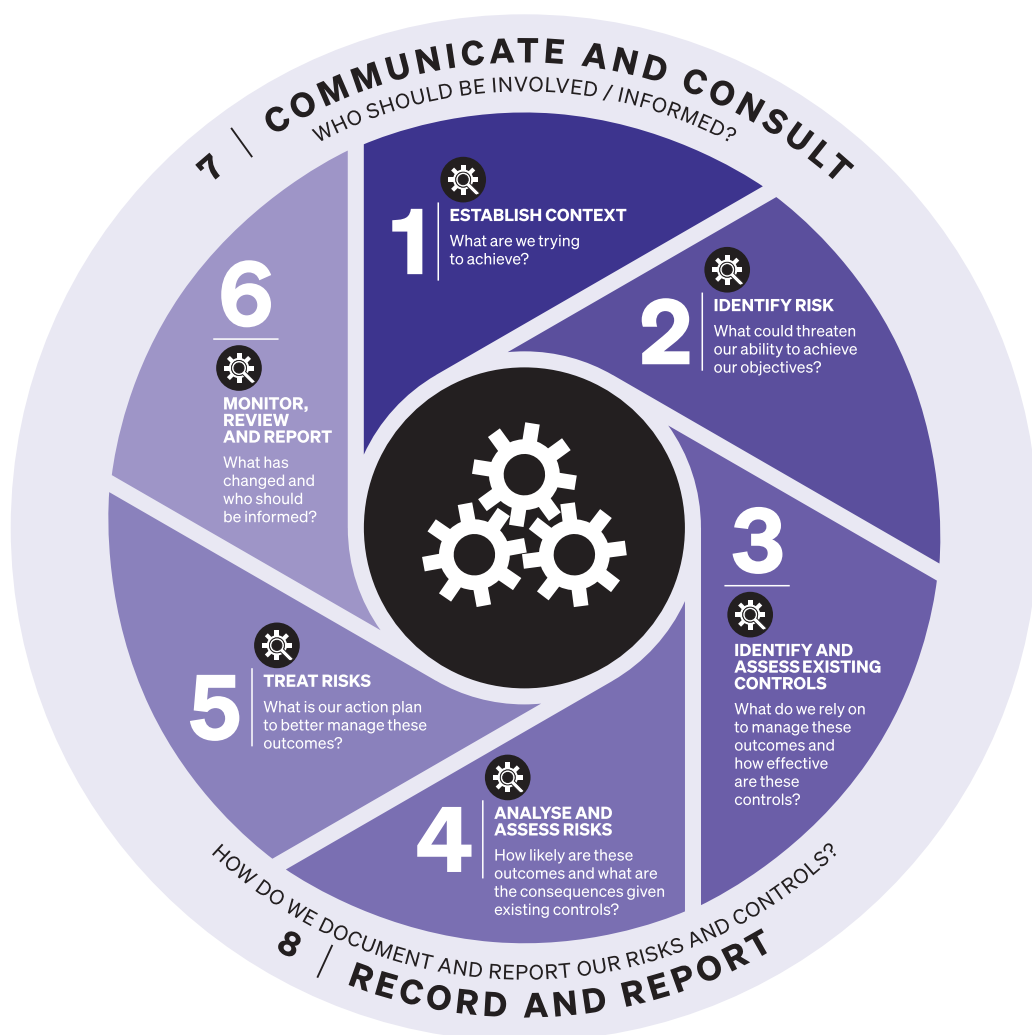 7 | COMMUNICATE AND CONSULT
WHO SHOULD BE INVOLVED / INFORMED?
1
ESTABLISH CONTEXT
What are we trying
to achieve?
2
IDENTIFY RISK
What could threaten
our ability to achieve
our objectives?
3
IDENTIFY AND
ASSESS EXISTING
CONTROLS
What do we rely on
to manage these
outcomes and
how effective
are these
controls?
4
ANALYSE AND
ASSESS RISKS
How likely are these
outcomes and what are
the consequences given
existing controls?
5
TREAT RISKS
What is our action plan
to better manage these
outcomes?
6
MONITOR,
REVIEW
AND REPORT
What has
changed and
who should
be informed?
HOW DO WE DOCUMENT AND REPORT OUR RISKS AND CONTROLS?
8 | RECORD AND REPORT